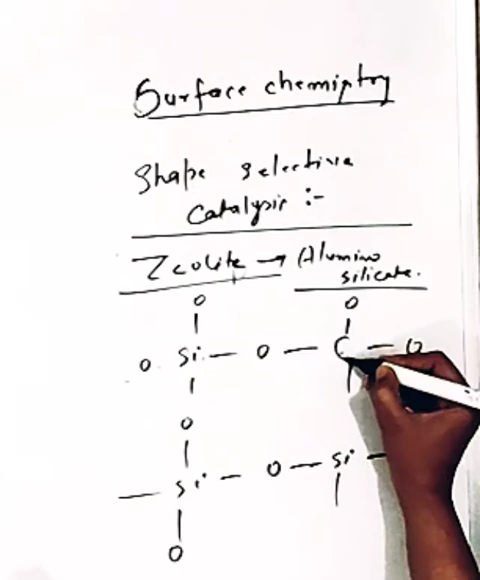 Surface chemistry
Shape selective
catalysis :-
Zeolite → Alumino
silicate.
O O
O Si — O — C — O
O
— Si — O — Si —
O